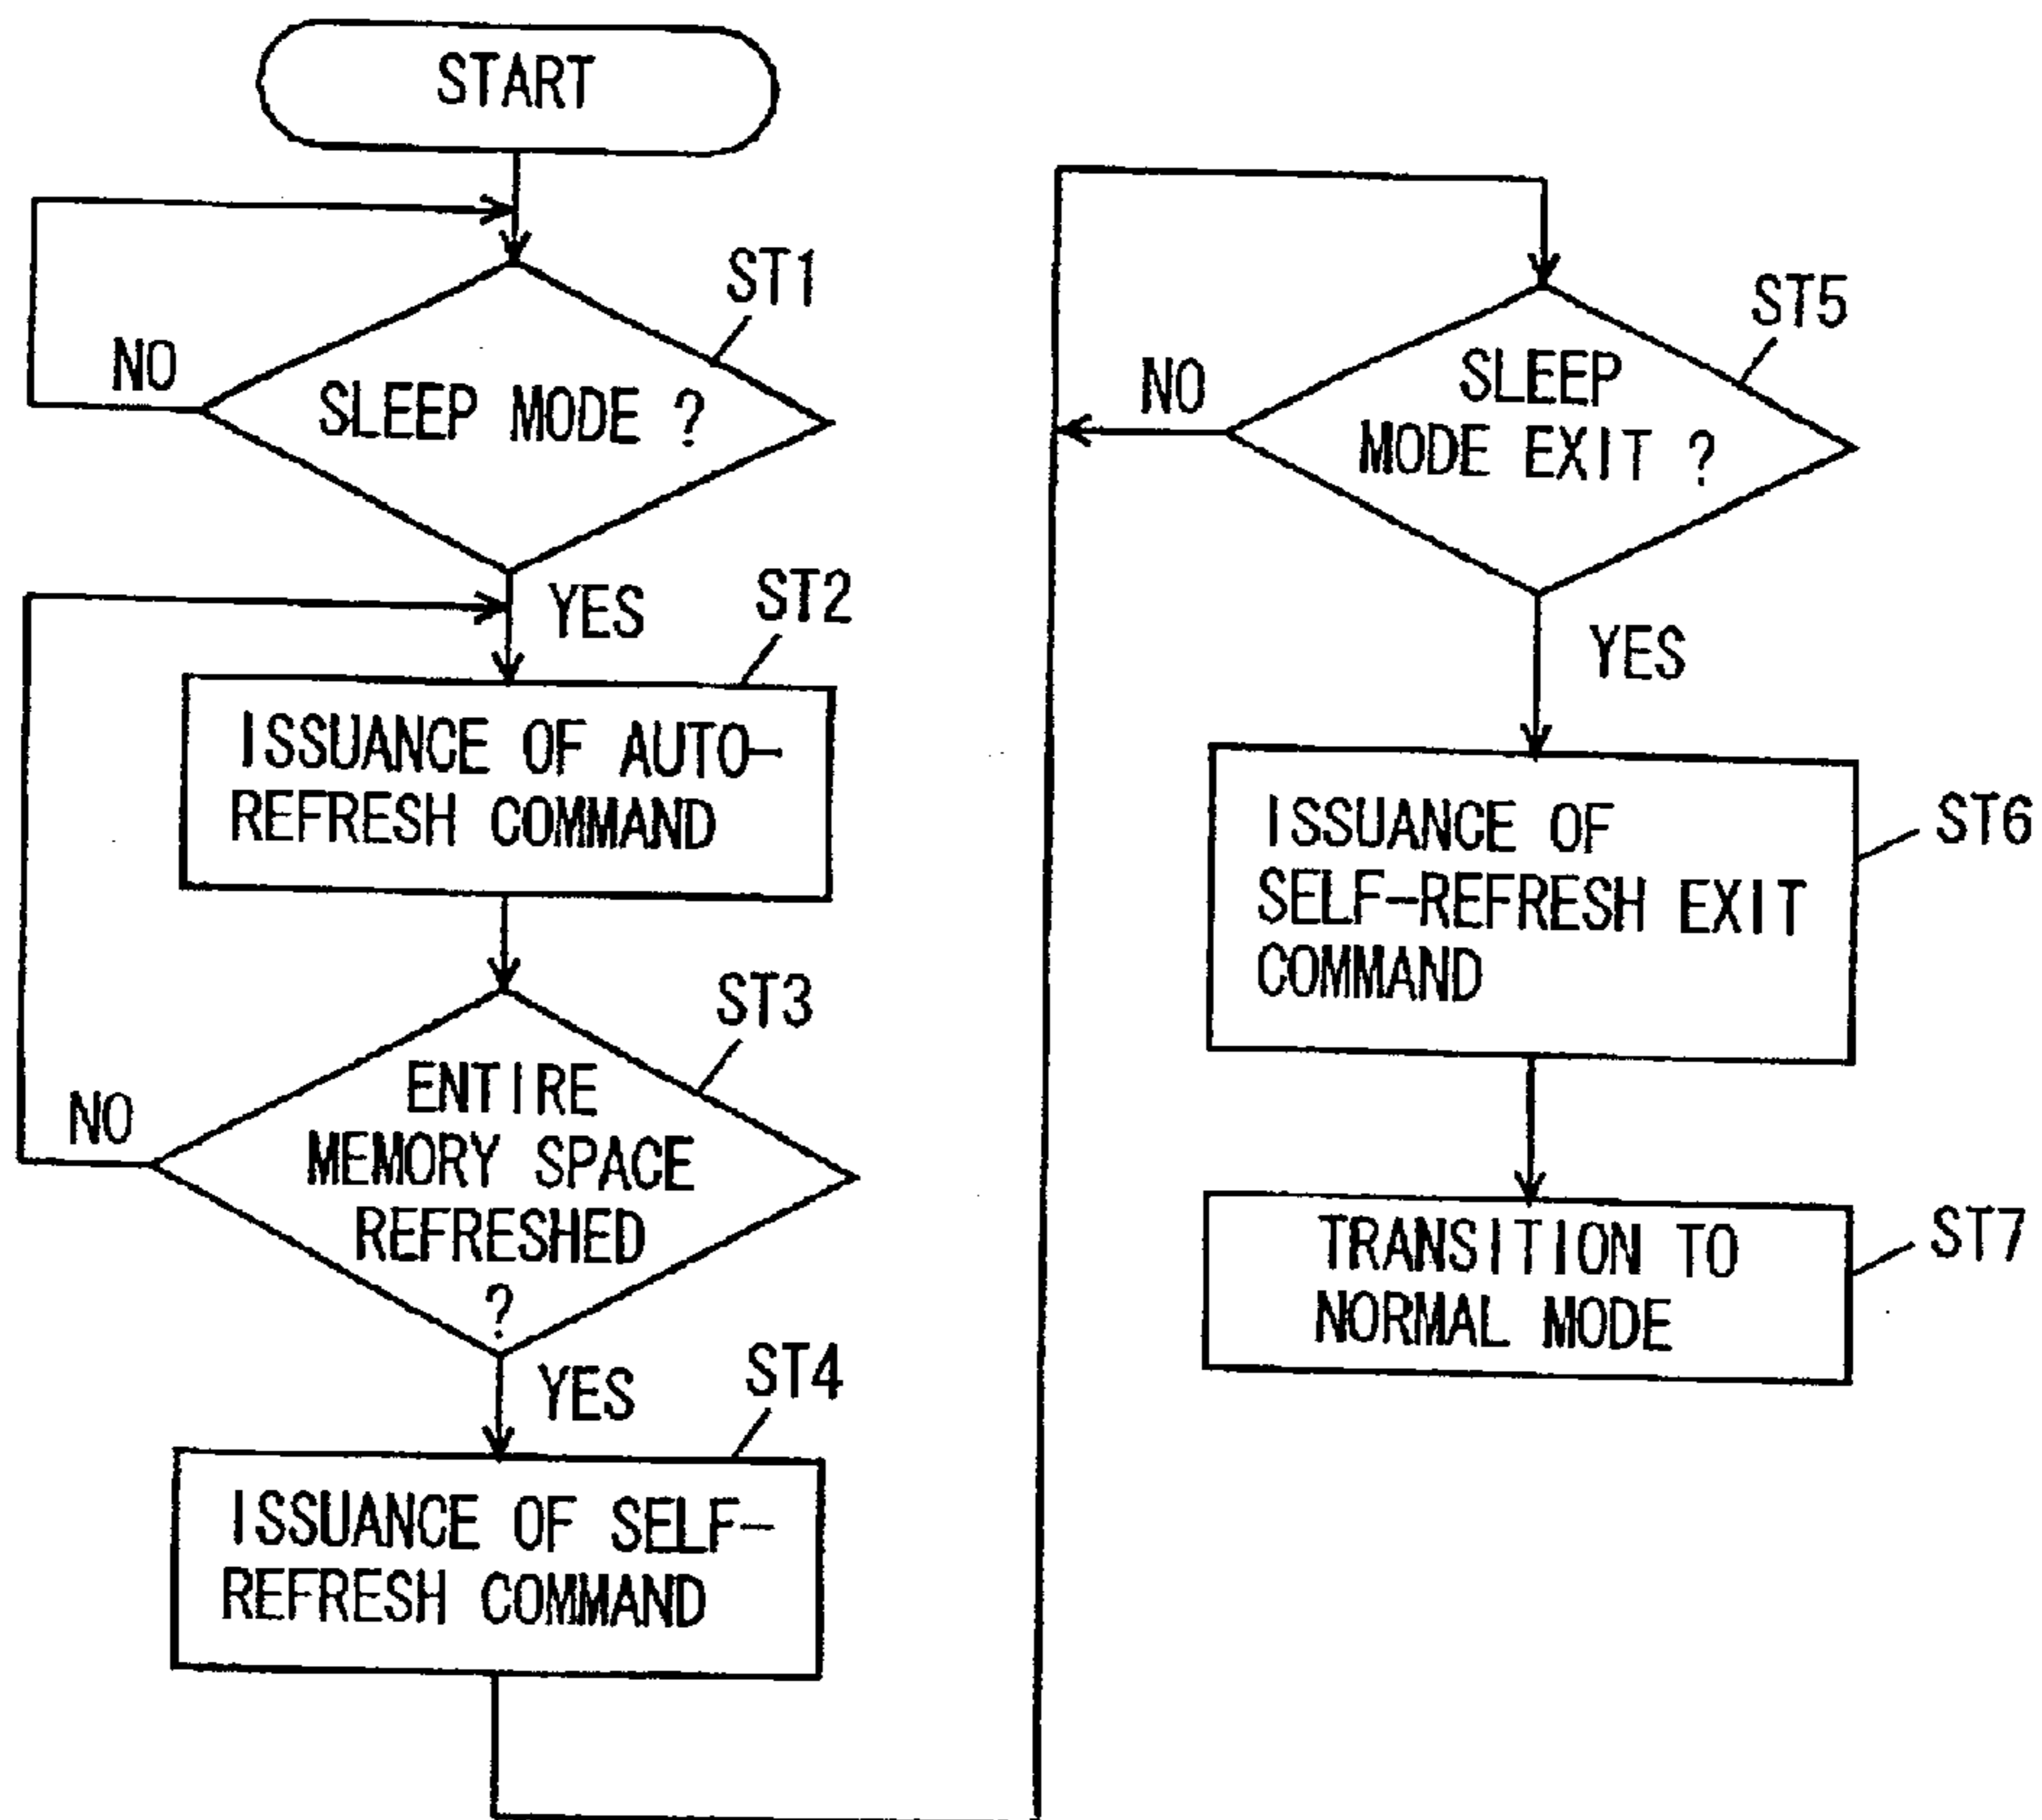 START
ST1
NO
SLEEP MODE ?
YES
ST2
ISSUANCE OF AUTO-
REFRESH COMMAND
ST3
NO
ENTIRE
MEMORY SPACE
REFRESHED
?
YES
ST4
ISSUANCE OF SELF-
REFRESH COMMAND
ST5
NO
SLEEP
MODE EXIT ?
YES
ST6
ISSUANCE OF
SELF-REFRESH EXIT
COMMAND
ST7
TRANSITION TO
NORMAL MODE